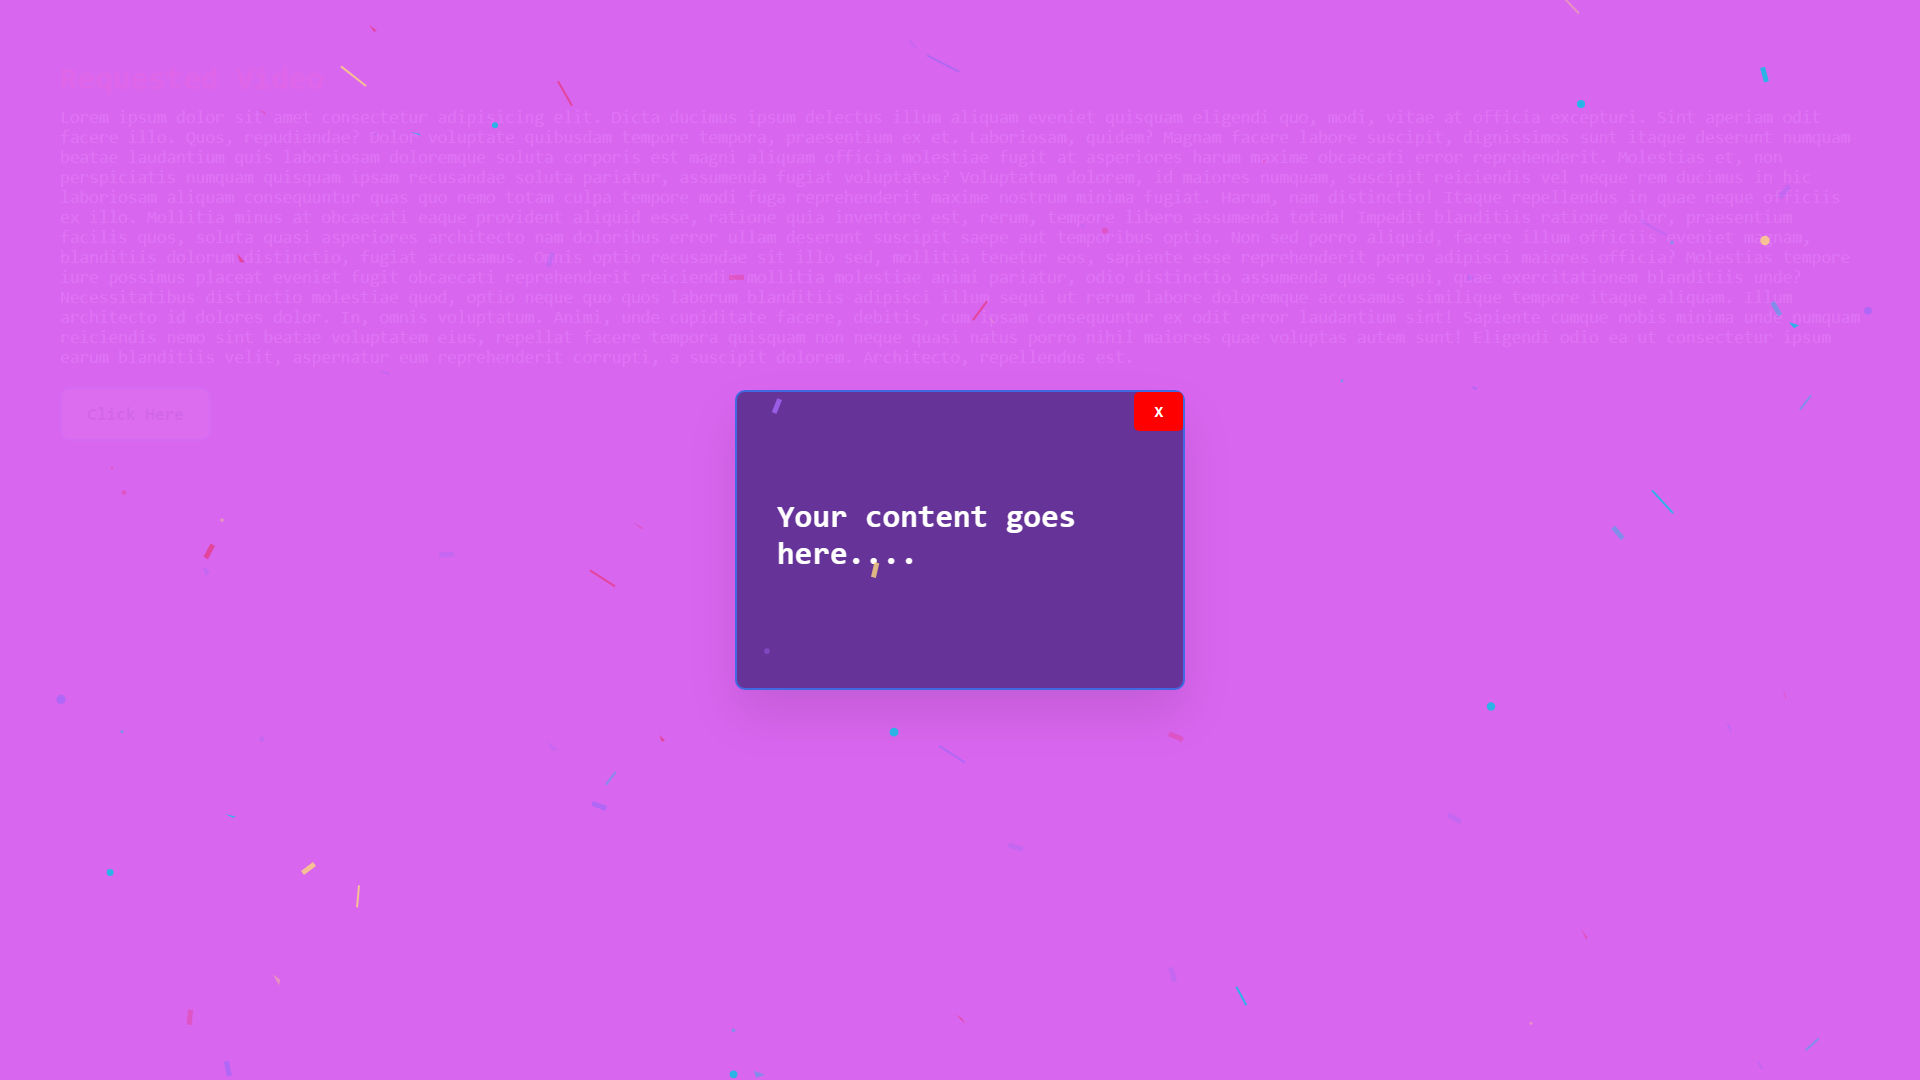 Requested Video
Lorem ipsum dolor sit amet consectetur adipisicing elit. Dicta ducimus ipsum delectus illum aliquam eveniet quisquam eligendi quo, modi, vitae at officia excepturi. Sint aperiam odit
facere illo. Quos, repudiandae? Dolor voluptate quibusdam tempore tempora, praesentium ex et. Laboriosam, quidem? Magnam facere labore suscipit, dignissimos sunt itaque deserunt numquam
beatae laudantium quis laboriosam doloremque soluta corporis est magni aliquam officia molestiae fugit at asperiores harum maxime obcaecati error reprehenderit. Molestias et, non
perspiciatis numquam quisquam ipsam recusandae soluta pariatur, assumenda fugiat voluptates? Voluptatum dolorem, id maiores numquam, suscipit reiciendis vel neque rem ducimus in hic
laboriosam aliquam consequuntur quas quo nemo totam culpa tempore modi fuga reprehenderit maxime nostrum minima fugiat. Harum, nam distinctio! Itaque repellendus in quae neque officiis
ex illo. Mollitia minus at obcaecati eaque provident aliquid esse, ratione quia inventore est, rerum, tempore libero assumenda totam! Impedit blanditiis ratione dolor, praesentium
facilis quos, soluta quasi asperiores architecto nam doloribus error ullam deserunt suscipit saepe aut temporibus optio. Non sed porro aliquid, facere illum officiis eveniet magnam,
blanditiis dolorum distinctio, fugiat accusamus. Omnis optio recusandae sit illo sed, mollitia tenetur eos, sapiente esse reprehenderit porro adipisci maiores officia? Molestias tempore
iure possimus placeat eveniet fugit obcaecati reprehenderit reiciendis mollitia molestiae animi pariatur, odio distinctio assumenda quos sequi, quae exercitationem blanditiis unde?
Necessitatibus distinctio molestiae quod, optio neque quo quos laborum blanditiis adipisci illum sequi ut rerum labore doloremque accusamus similique tempore itaque aliquam. Illum
architecto id dolores dolor. In, omnis voluptatum. Animi, unde cupiditate facere, debitis, cum ipsam consequuntur ex odit error laudantium sint! Sapiente cumque nobis minima unde numquam
reiciendis nemo sint beatae voluptatem eius, repellat facere tempora quisquam non neque quasi natus porro nihil maiores quae voluptas autem sunt! Eligendi odio ea ut consectetur ipsum
earum blanditiis velit, aspernatur eum reprehenderit corrupti, a suscipit dolorem. Architecto, repellendus est.
Click Here
X
Your content goes
here....